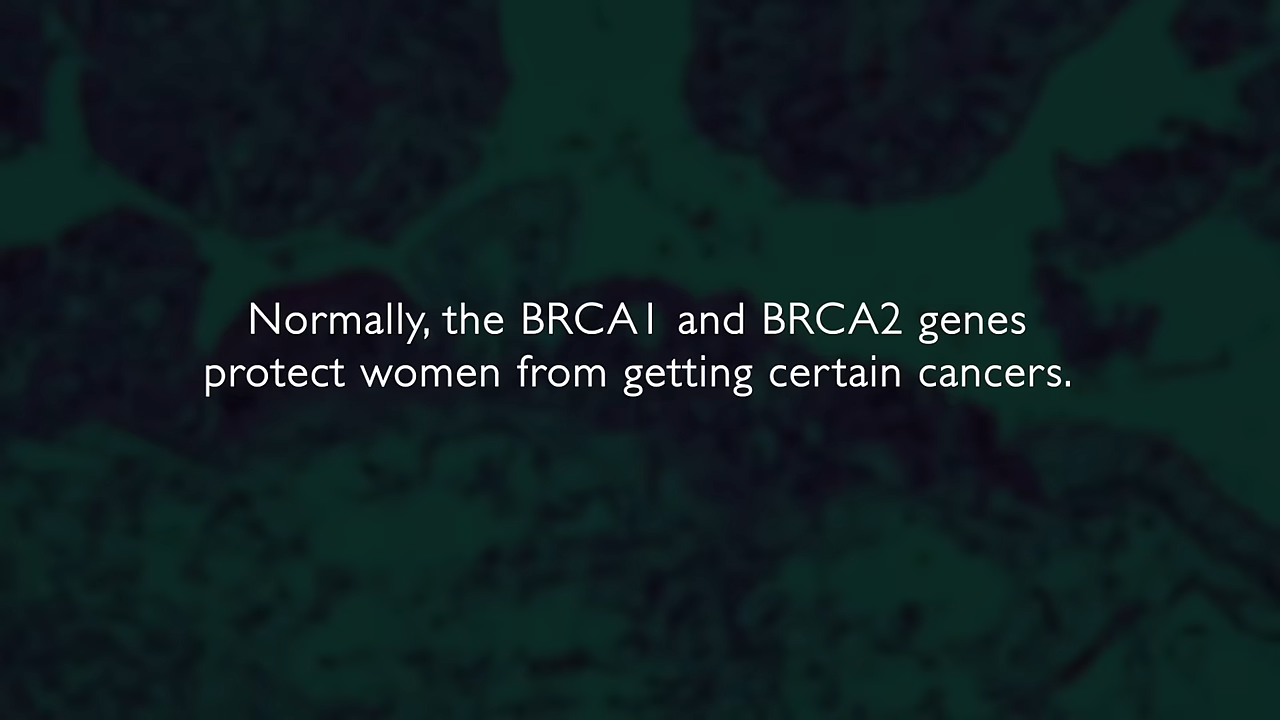 Normally, the BRCA1 and BRCA2 genes
protect women from getting certain cancers.